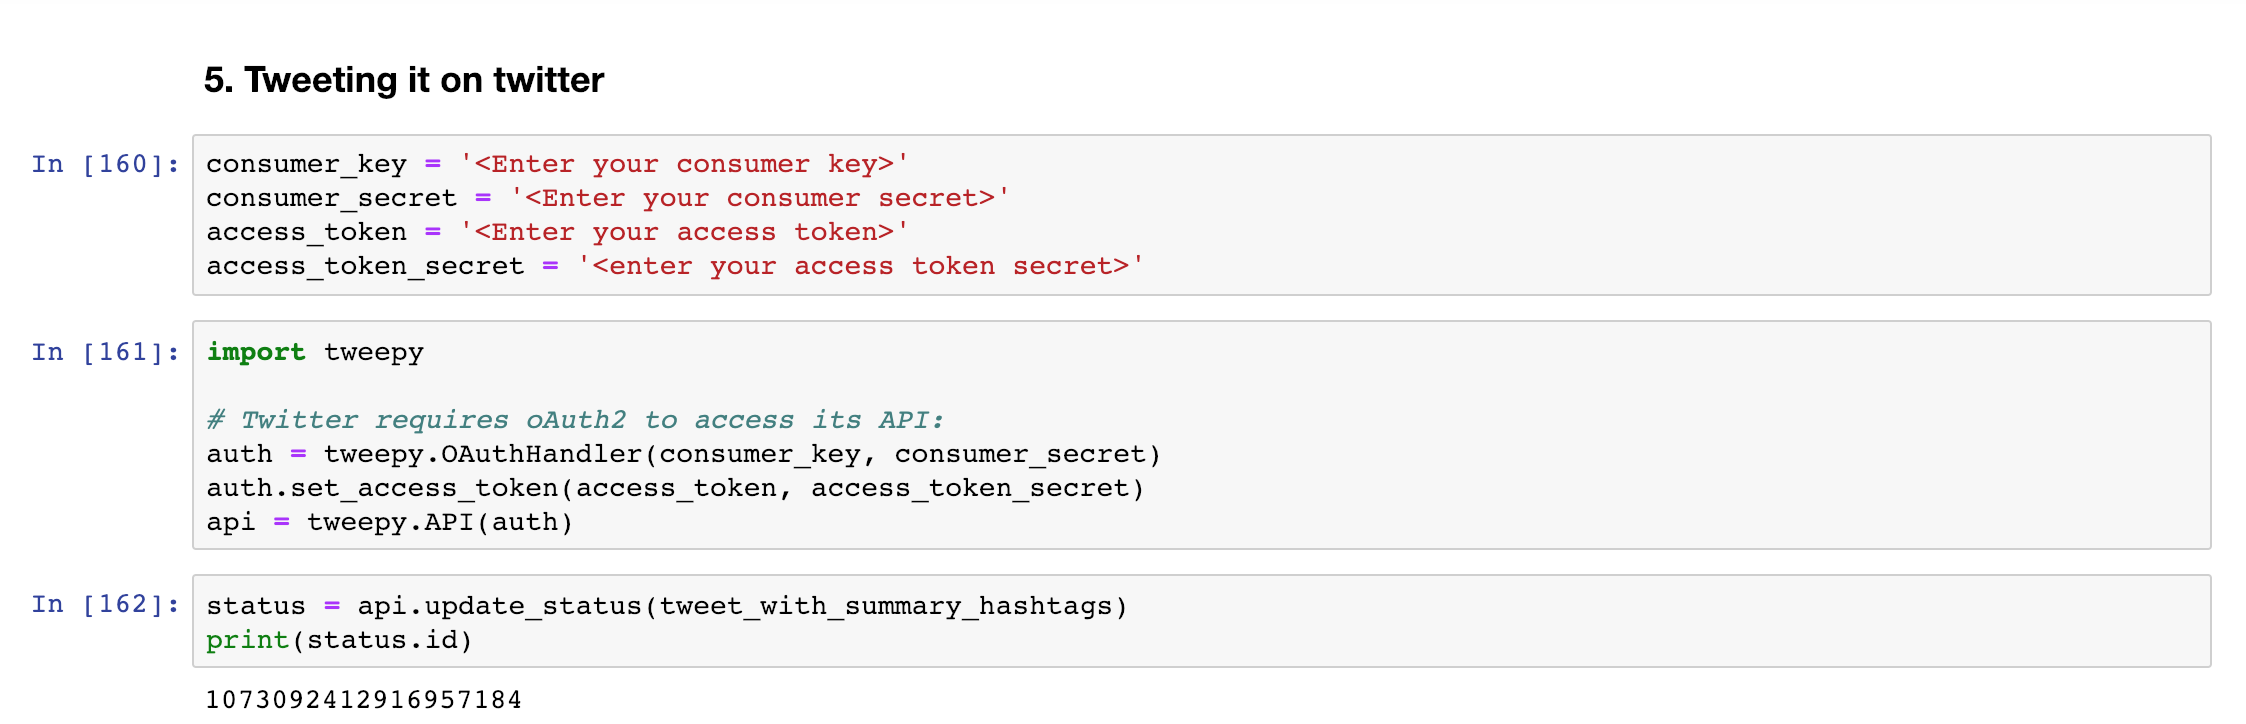 5. Tweeting it on twitter
In [160]:
consumer_key = '<Enter your consumer key>'
consumer_secret = '<Enter your consumer secret>'
access_token = '<Enter your access token>'
access_token_secret = '<enter your access token secret>'
In [161]:
import tweepy
# Twitter requires oAuth2 to access its API:
auth = tweepy.OAuthHandler(consumer_key, consumer_secret)
auth.set_access_token(access_token, access_token_secret)
api = tweepy.API(auth)
In [162]:
status = api.update_status(tweet_with_summary_hashtags)
print(status.id)
1073092412916957184